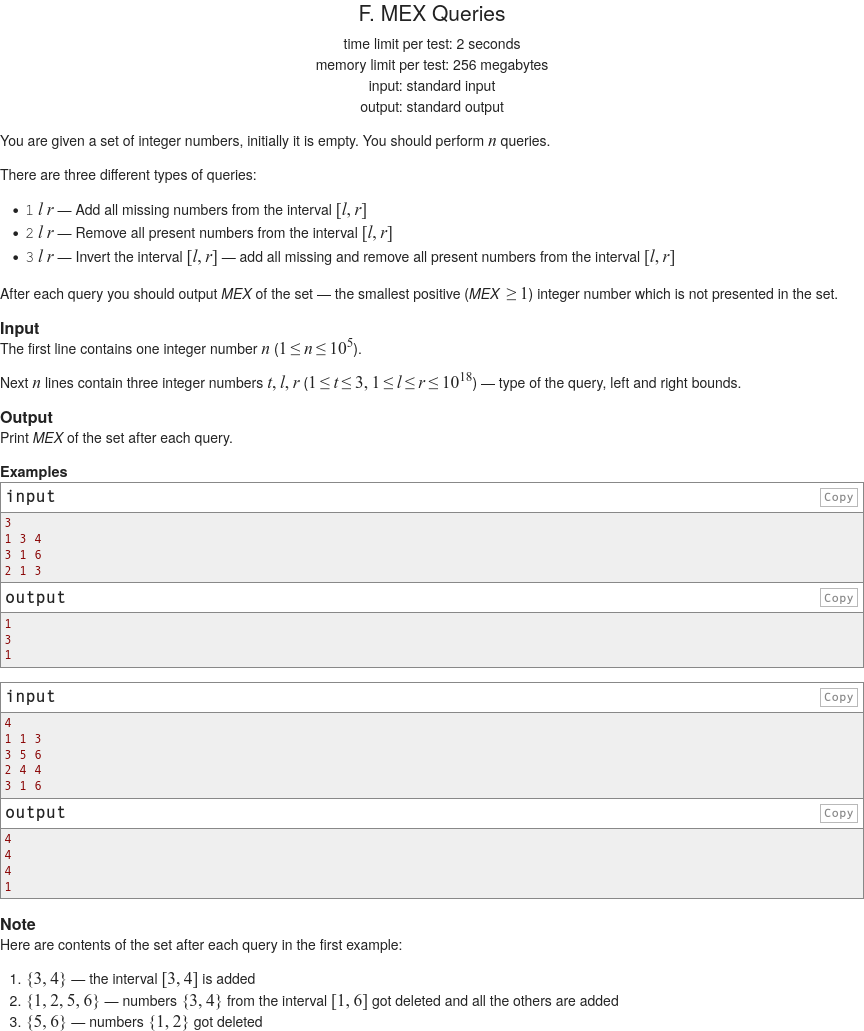 F. MEX Queries
time limit per test: 2 seconds
memory limit per test: 256 megabytes
input: standard input
output: standard output
You are given a set of integer numbers, initially it is empty. You should perform n queries.
There are three different types of queries:
• 1 l r — Add all missing numbers from the interval [l, r]
• 2 l r — Remove all present numbers from the interval [l, r]
• 3 l r — Invert the interval [l, r] — add all missing and remove all present numbers from the interval [l, r]
After each query you should output MEX of the set — the smallest positive (MEX ≥ 1) integer number which is not presented in the set.
Input
The first line contains one integer number n (1 ≤ n ≤ 10^5).
Next n lines contain three integer numbers t, l, r (1 ≤ t ≤ 3, 1 ≤ l ≤ r ≤ 10^18) — type of the query, left and right bounds.
Output
Print MEX of the set after each query.
Examples
input Copy
3
1 3 4
3 1 6
2 1 3
output Copy
1
3
1
input Copy
4
1 1 3
3 5 6
2 4 4
3 1 6
output Copy
4
4
4
1
Note
Here are contents of the set after each query in the first example:
1. {3, 4} — the interval [3, 4] is added
2. {1, 2, 5, 6} — numbers {3, 4} from the interval [1, 6] got deleted and all the others are added
3. {5, 6} — numbers {1, 2} got deleted